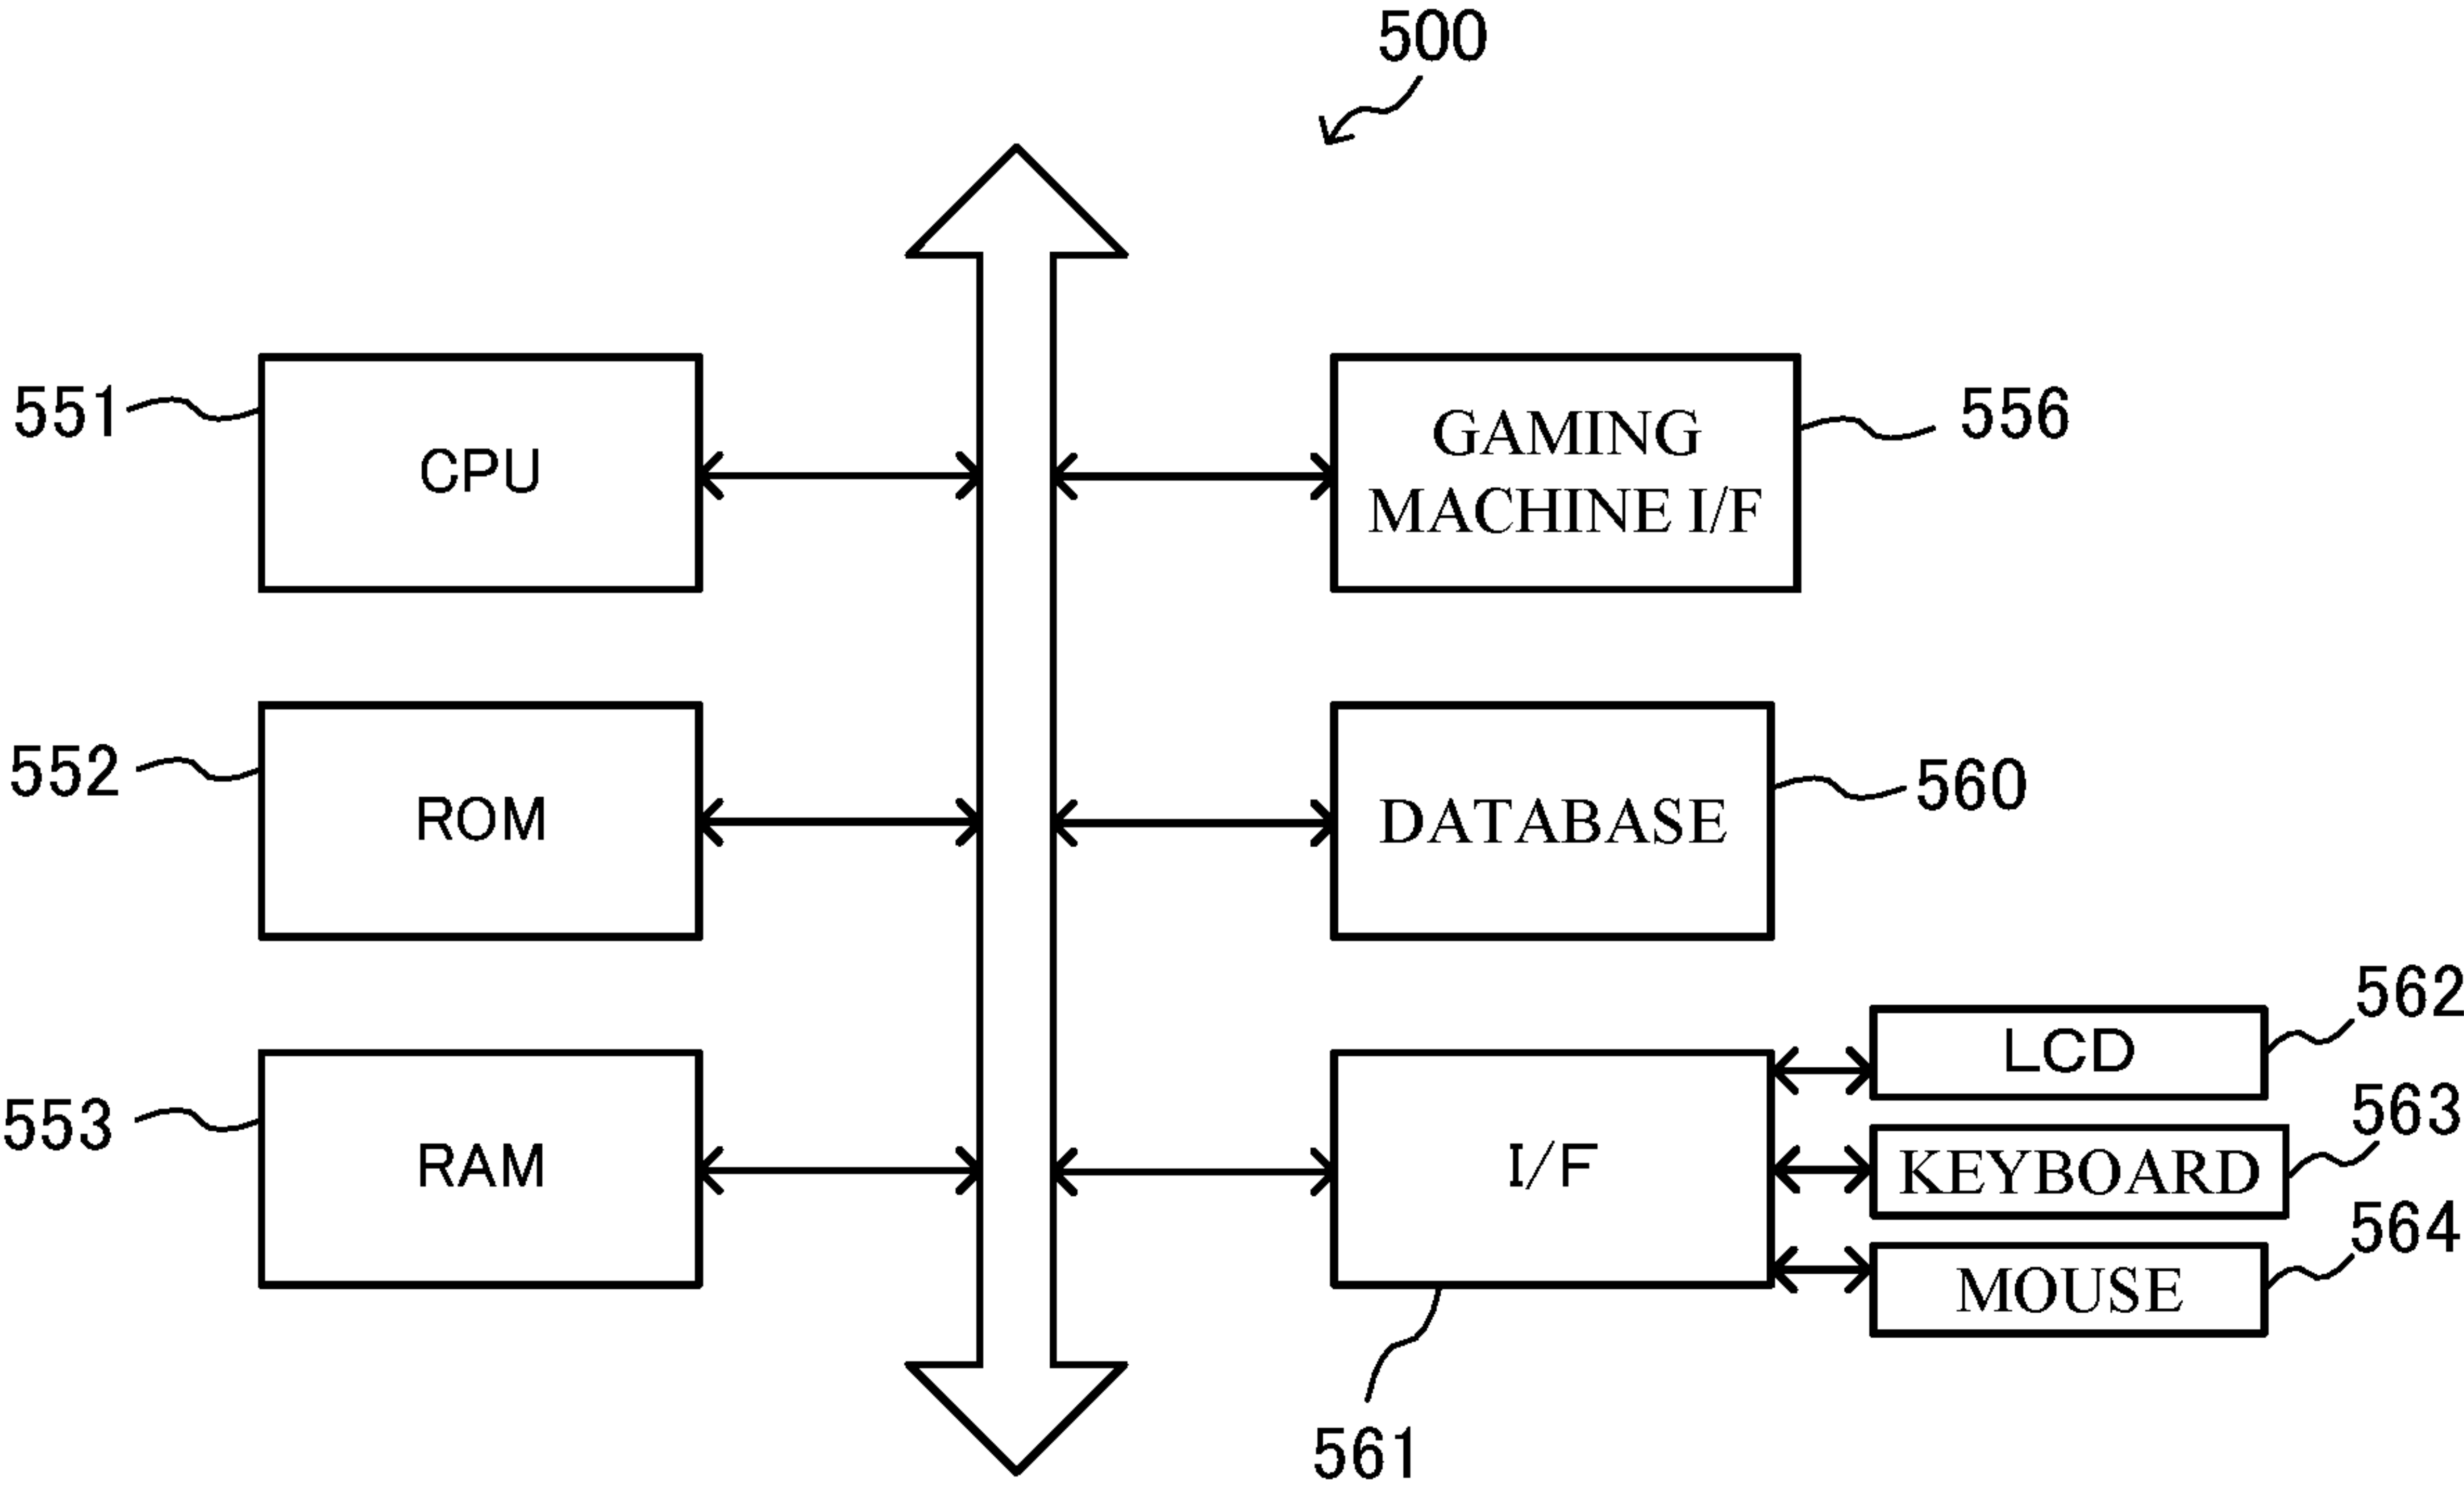 500
551
CPU
GAMING
MACHINE I/F
556
552
ROM
DATABASE
560
553
RAM
I/F
561
LCD
562
KEYBOARD
563
MOUSE
564